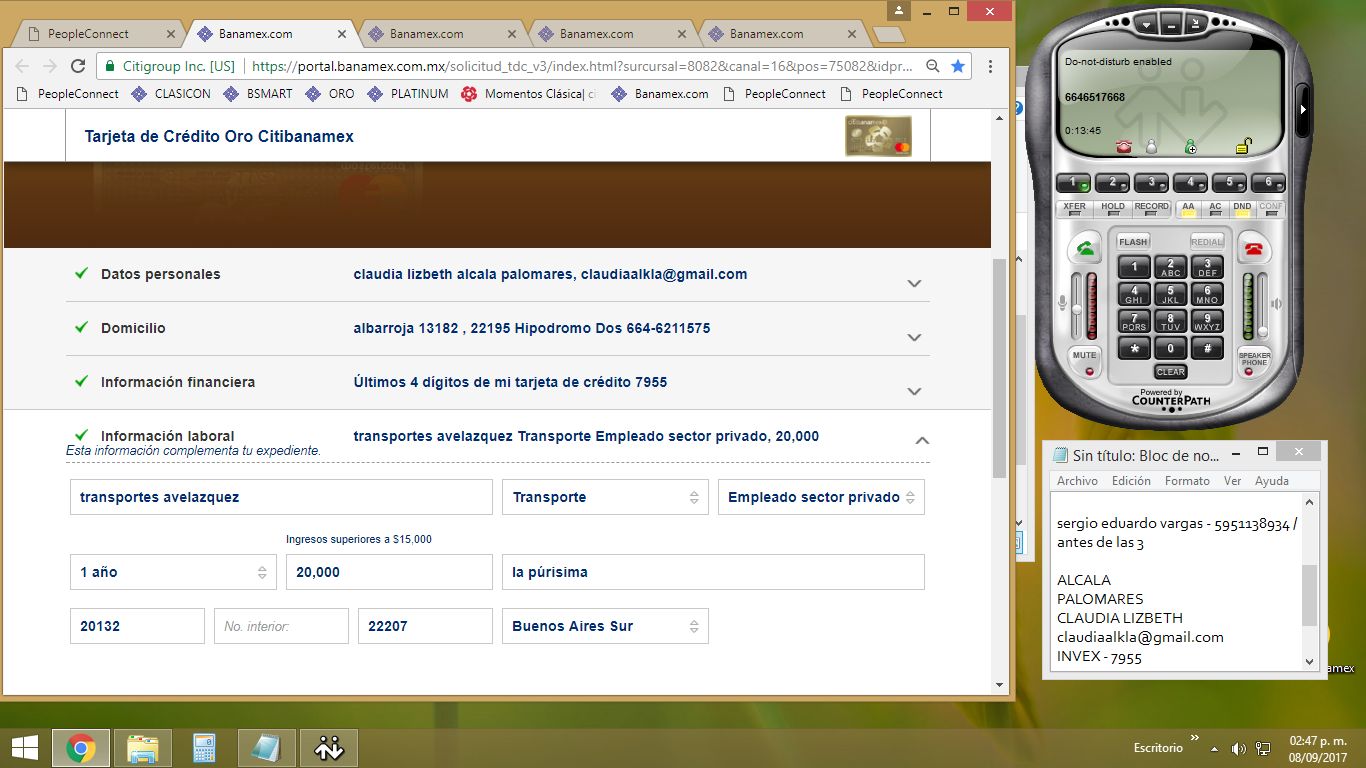 PeopleConnect
Banamex.com
Banamex.com
Banamex.com
Banamex.com
Citigroup Inc. [US]
https://portal.banamex.com.mx/solicitud_tdc_v3/index.html?sucursal=8082&canal=16&pos=75082&idpr...
PeopleConnect
CLASICON
BSMART
ORO
PLATINUM
Momentos Clásica| ci
Banamex.com
PeopleConnect
PeopleConnect
Tarjeta de Crédito Oro Citibanamex
Datos personales
claudia lizbeth alcala palomares, claudiaalkla@gmail.com
Domicilio
albarroja 13182 , 22195 Hipodromo Dos 664-6211575
Información financiera
Últimos 4 dígitos de mi tarjeta de crédito 7955
Información laboral
transportes avelazquez Transporte Empleado sector privado, 20,000
Esta información complementa tu expediente.
transportes avelazquez
Transporte
Empleado sector privado
Ingresos superiores a $15,000
1 año
20,000
la púrisima
20132
No. interior:
22207
Buenos Aires Sur
Do-not-disturb enabled
6646517668
0:13:45
1 2 3 4 5 6
XFER HOLD RECORD AA AC DND CONF
FLASH
REDIAL
1
2 ABC
3 DEF
4 GHI
5 JKL
6 MNO
7 PQRS
8 TUV
9 WXYZ
* 0 #
MUTE
CLEAR
SPEAKER PHONE
Powered by
COUNTERPATH
Sin título: Bloc de no...
Archivo Edición Formato Ver Ayuda
sergio eduardo vargas - 5951138934 /
antes de las 3
ALCALA
PALOMARES
CLAUDIA LIZBETH
claudiaalkla@gmail.com
INVEX - 7955
amex
Escritorio
02:47 p. m.
08/09/2017